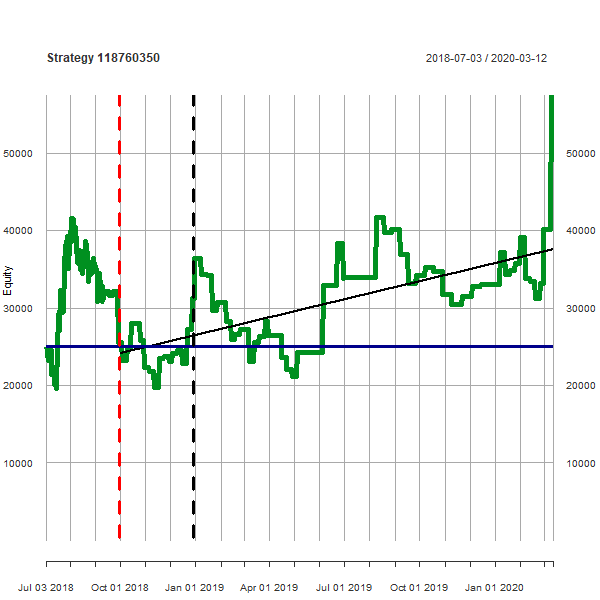 Strategy 118760350
2018-07-03 / 2020-03-12
50000
50000
40000
40000
Equity
30000
30000
20000
20000
10000
10000
Jul 03 2018
Oct 01 2018
Jan 01 2019
Apr 01 2019
Jul 01 2019
Oct 01 2019
Jan 01 2020